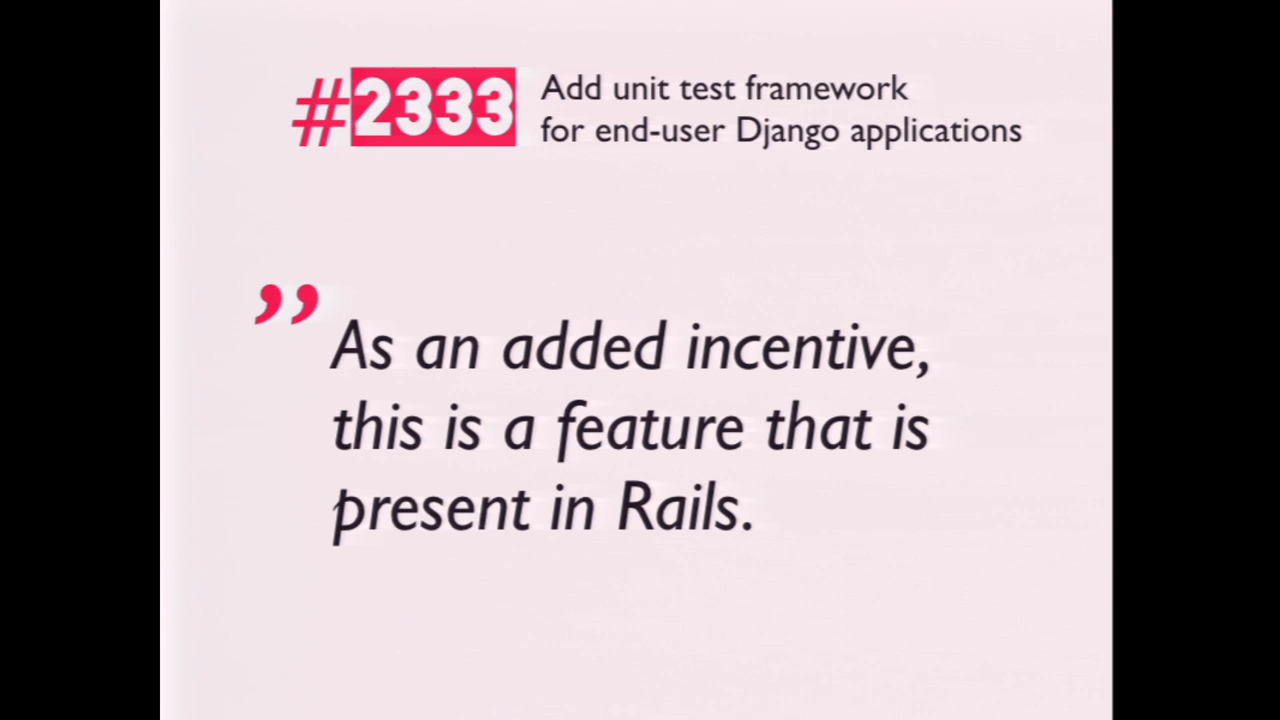 #2333 Add unit test framework
for end-user Django applications
”As an added incentive,
this is a feature that is
present in Rails.